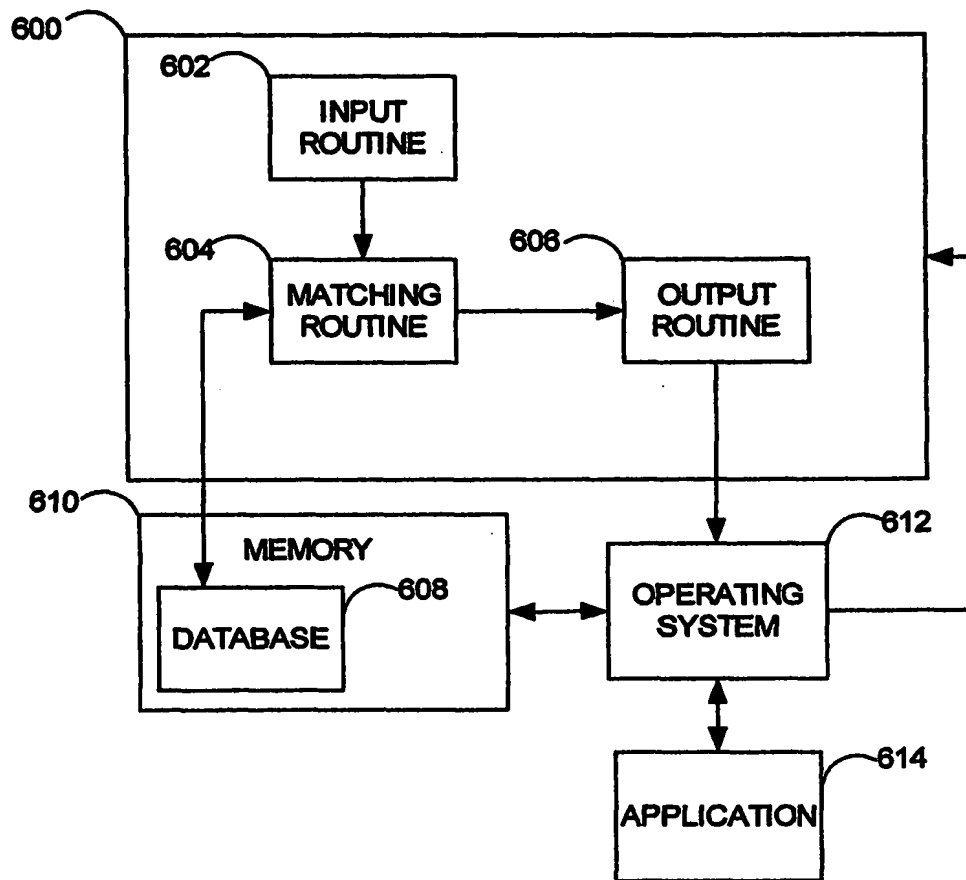 600
602
INPUT
ROUTINE
604
606
MATCHING
ROUTINE
OUTPUT
ROUTINE
610
612
MEMORY
608
DATABASE
OPERATING
SYSTEM
614
APPLICATION